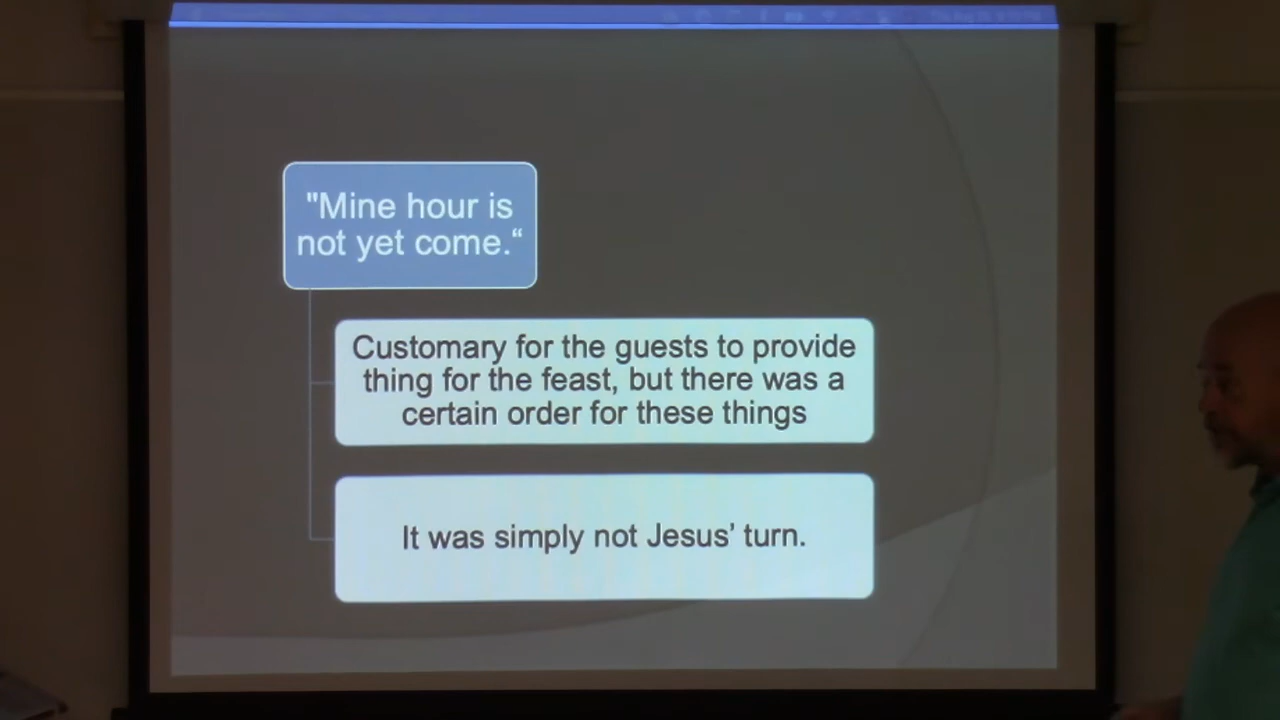 "Mine hour is
not yet come.“
Customary for the guests to provide
thing for the feast, but there was a
certain order for these things
It was simply not Jesus’ turn.